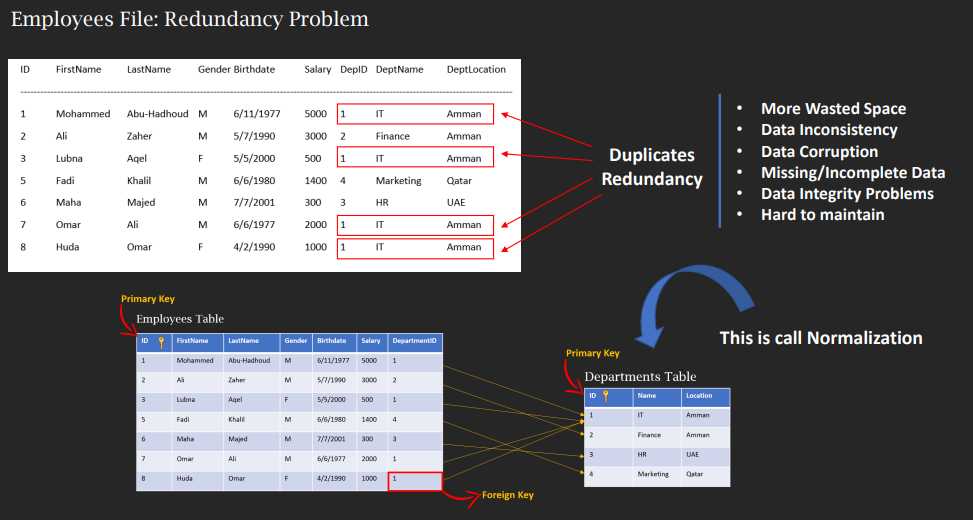 Employees File: Redundancy Problem
ID FirstName LastName Gender Birthdate Salary DepID DeptName DeptLocation
1 Mohammed Abu-Hadhoud M 6/11/1977 5000 1 IT Amman
2 Ali Zaher M 5/7/1990 3000 2 Finance Amman
3 Lubna Aqel F 5/5/2000 500 1 IT Amman
5 Fadi Khalil M 6/6/1980 1400 4 Marketing Qatar
6 Maha Majed M 7/7/2001 300 3 HR UAE
7 Omar Ali M 6/6/1977 2000 1 IT Amman
8 Huda Omar F 4/2/1990 1000 1 IT Amman
Duplicates
Redundancy
• More Wasted Space
• Data Inconsistency
• Data Corruption
• Missing/Incomplete Data
• Data Integrity Problems
• Hard to maintain
This is call Normalization
Primary Key
Employees Table
ID FirstName LastName Gender Birthdate Salary DepartmentID
1 Mohammed Abu-Hadhoud M 6/11/1977 5000 1
2 Ali Zaher M 5/7/1990 3000 2
3 Lubna Aqel F 5/5/2000 500 1
5 Fadi Khalil M 6/6/1980 1400 4
6 Maha Majed M 7/7/2001 300 3
7 Omar Ali M 6/6/1977 2000 1
8 Huda Omar F 4/2/1990 1000 1
Foreign Key
Primary Key
Departments Table
ID Name Location
1 IT Amman
2 Finance Amman
3 HR UAE
4 Marketing Qatar